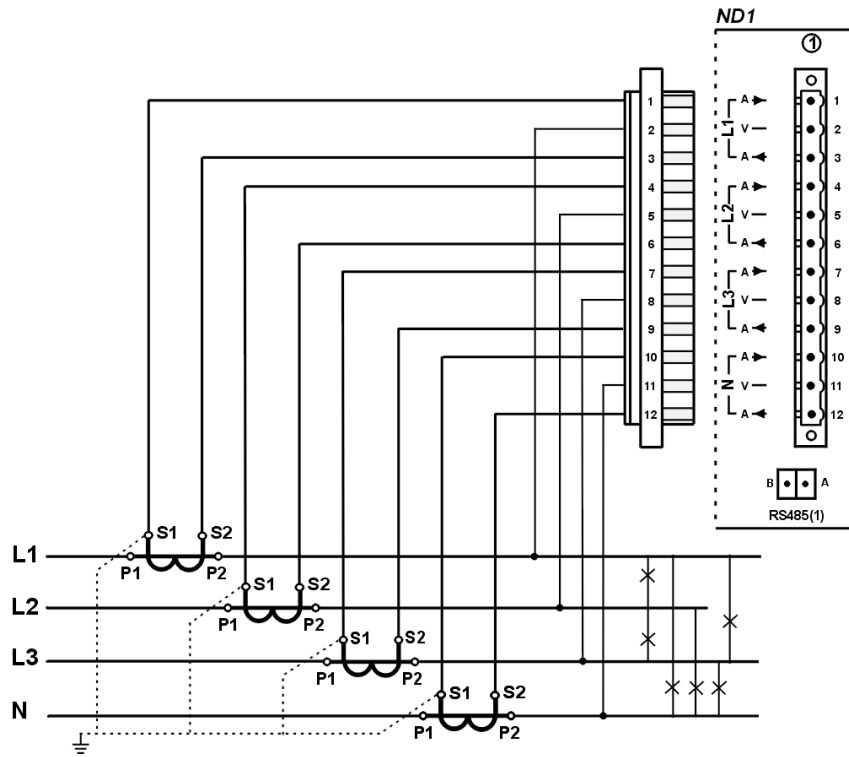 ND1
1
1 A 1
2 L1 V 2
3 A 3
4 A 4
5 L2 V 5
6 A 6
7 A 7
8 L3 V 8
9 A 9
10 A 10
11 N V 11
12 A 12
B A
RS485(1)
S1 S2
L1
P1 P2
S1 S2
L2
P1 P2
S1 S2
L3
P1 P2
S1 S2
N
P1 P2